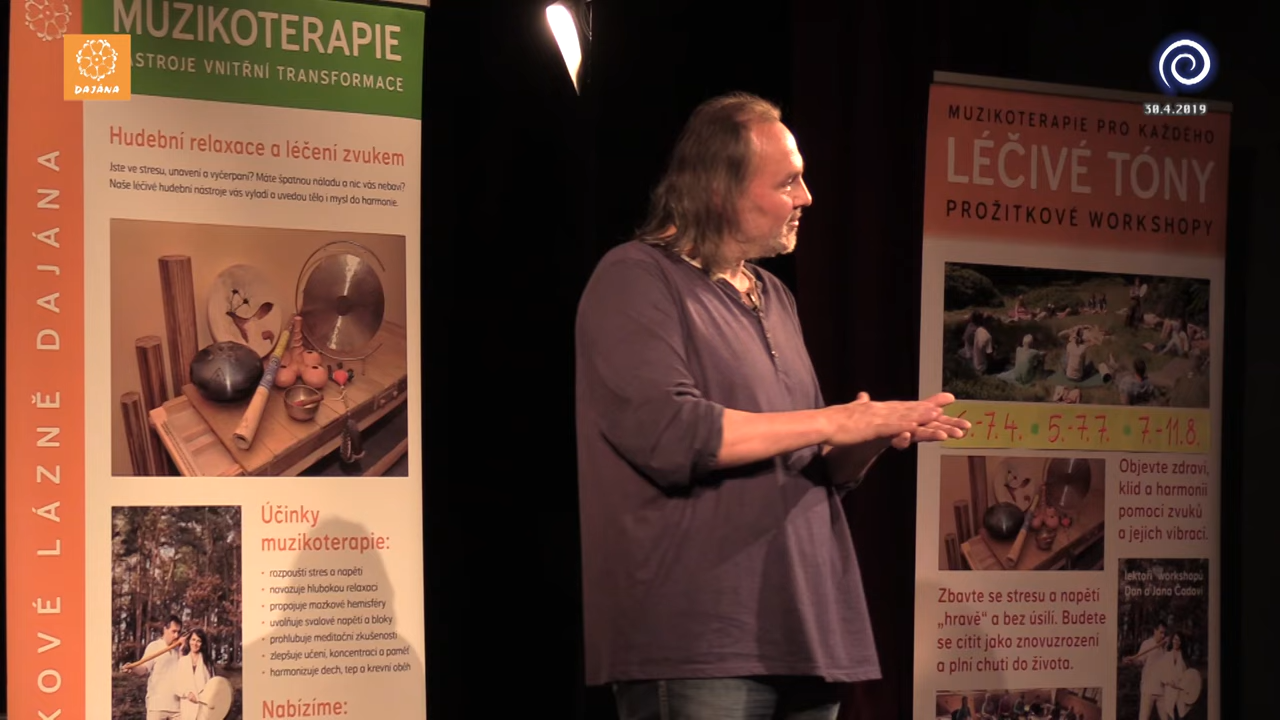 MUZIKOTERAPIE
ÁSTROJE VNITŘNÍ TRANSFORMACE
DAJÁNA
KOVÉ LÁZNĚ DAJÁNA
Hudební relaxace a léčení zvukem
Jste ve stresu, unavení a vyčerpaní? Máte špatnou náladu a nic vás nebaví?
Naše léčivé hudební nástroje vás vyladí a uvedou tělo i mysl do harmonie.
Účinky
muzikoterapie:
• rozpouští stres a napětí
• navozuje hlubokou relaxaci
• propojuje mozkové hemisféry
• uvolňuje svalové napětí a bloky
• prohlubuje meditační zkušenosti
• zlepšuje učení, koncentraci a paměť
• harmonizuje dech, tep a krevní oběh
Nabízíme:
30.4.2019
MUZIKOTERAPIE PRO KAŽDÉHO
LÉČIVÉ TÓNY
PROŽITKOVÉ WORKSHOPY
6.-7.4. • 5.-7.7. • 7-11.8.
Objevte zdraví,
klid a harmonii
pomocí zvuků
a jejich vibrací.
lektoři workshopů
Dan a Jana Čadovi
Zbavte se stresu a napětí
„hravě“ a bez úsilí. Budete
se cítit jako znovuzrození
a plní chuti do života.